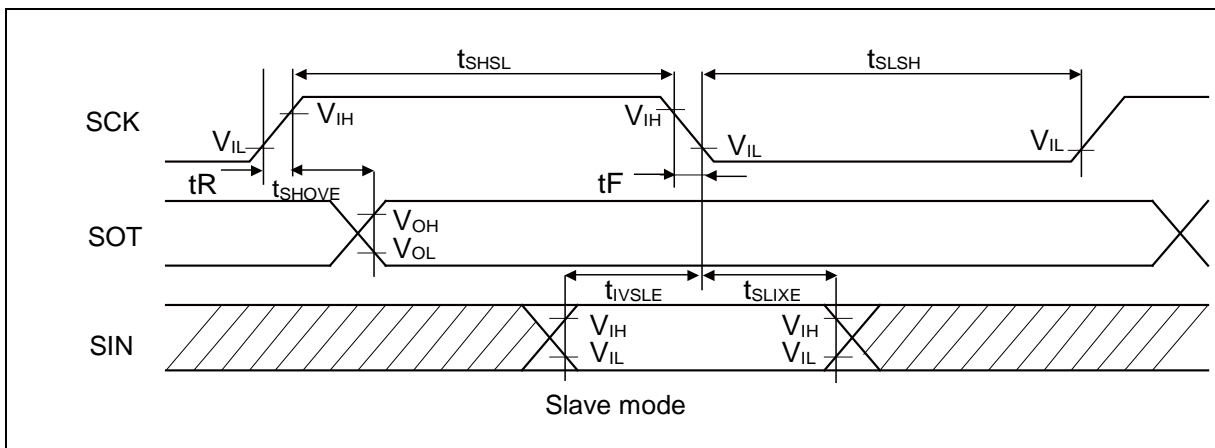 tSHSL tSLSH
SCK VIH VIH
VIL VIL VIL
tR tSHOVE tF
SOT VOH
VOL
tIVSLE tSLIXE
SIN VIH VIH
VIL VIL
Slave mode